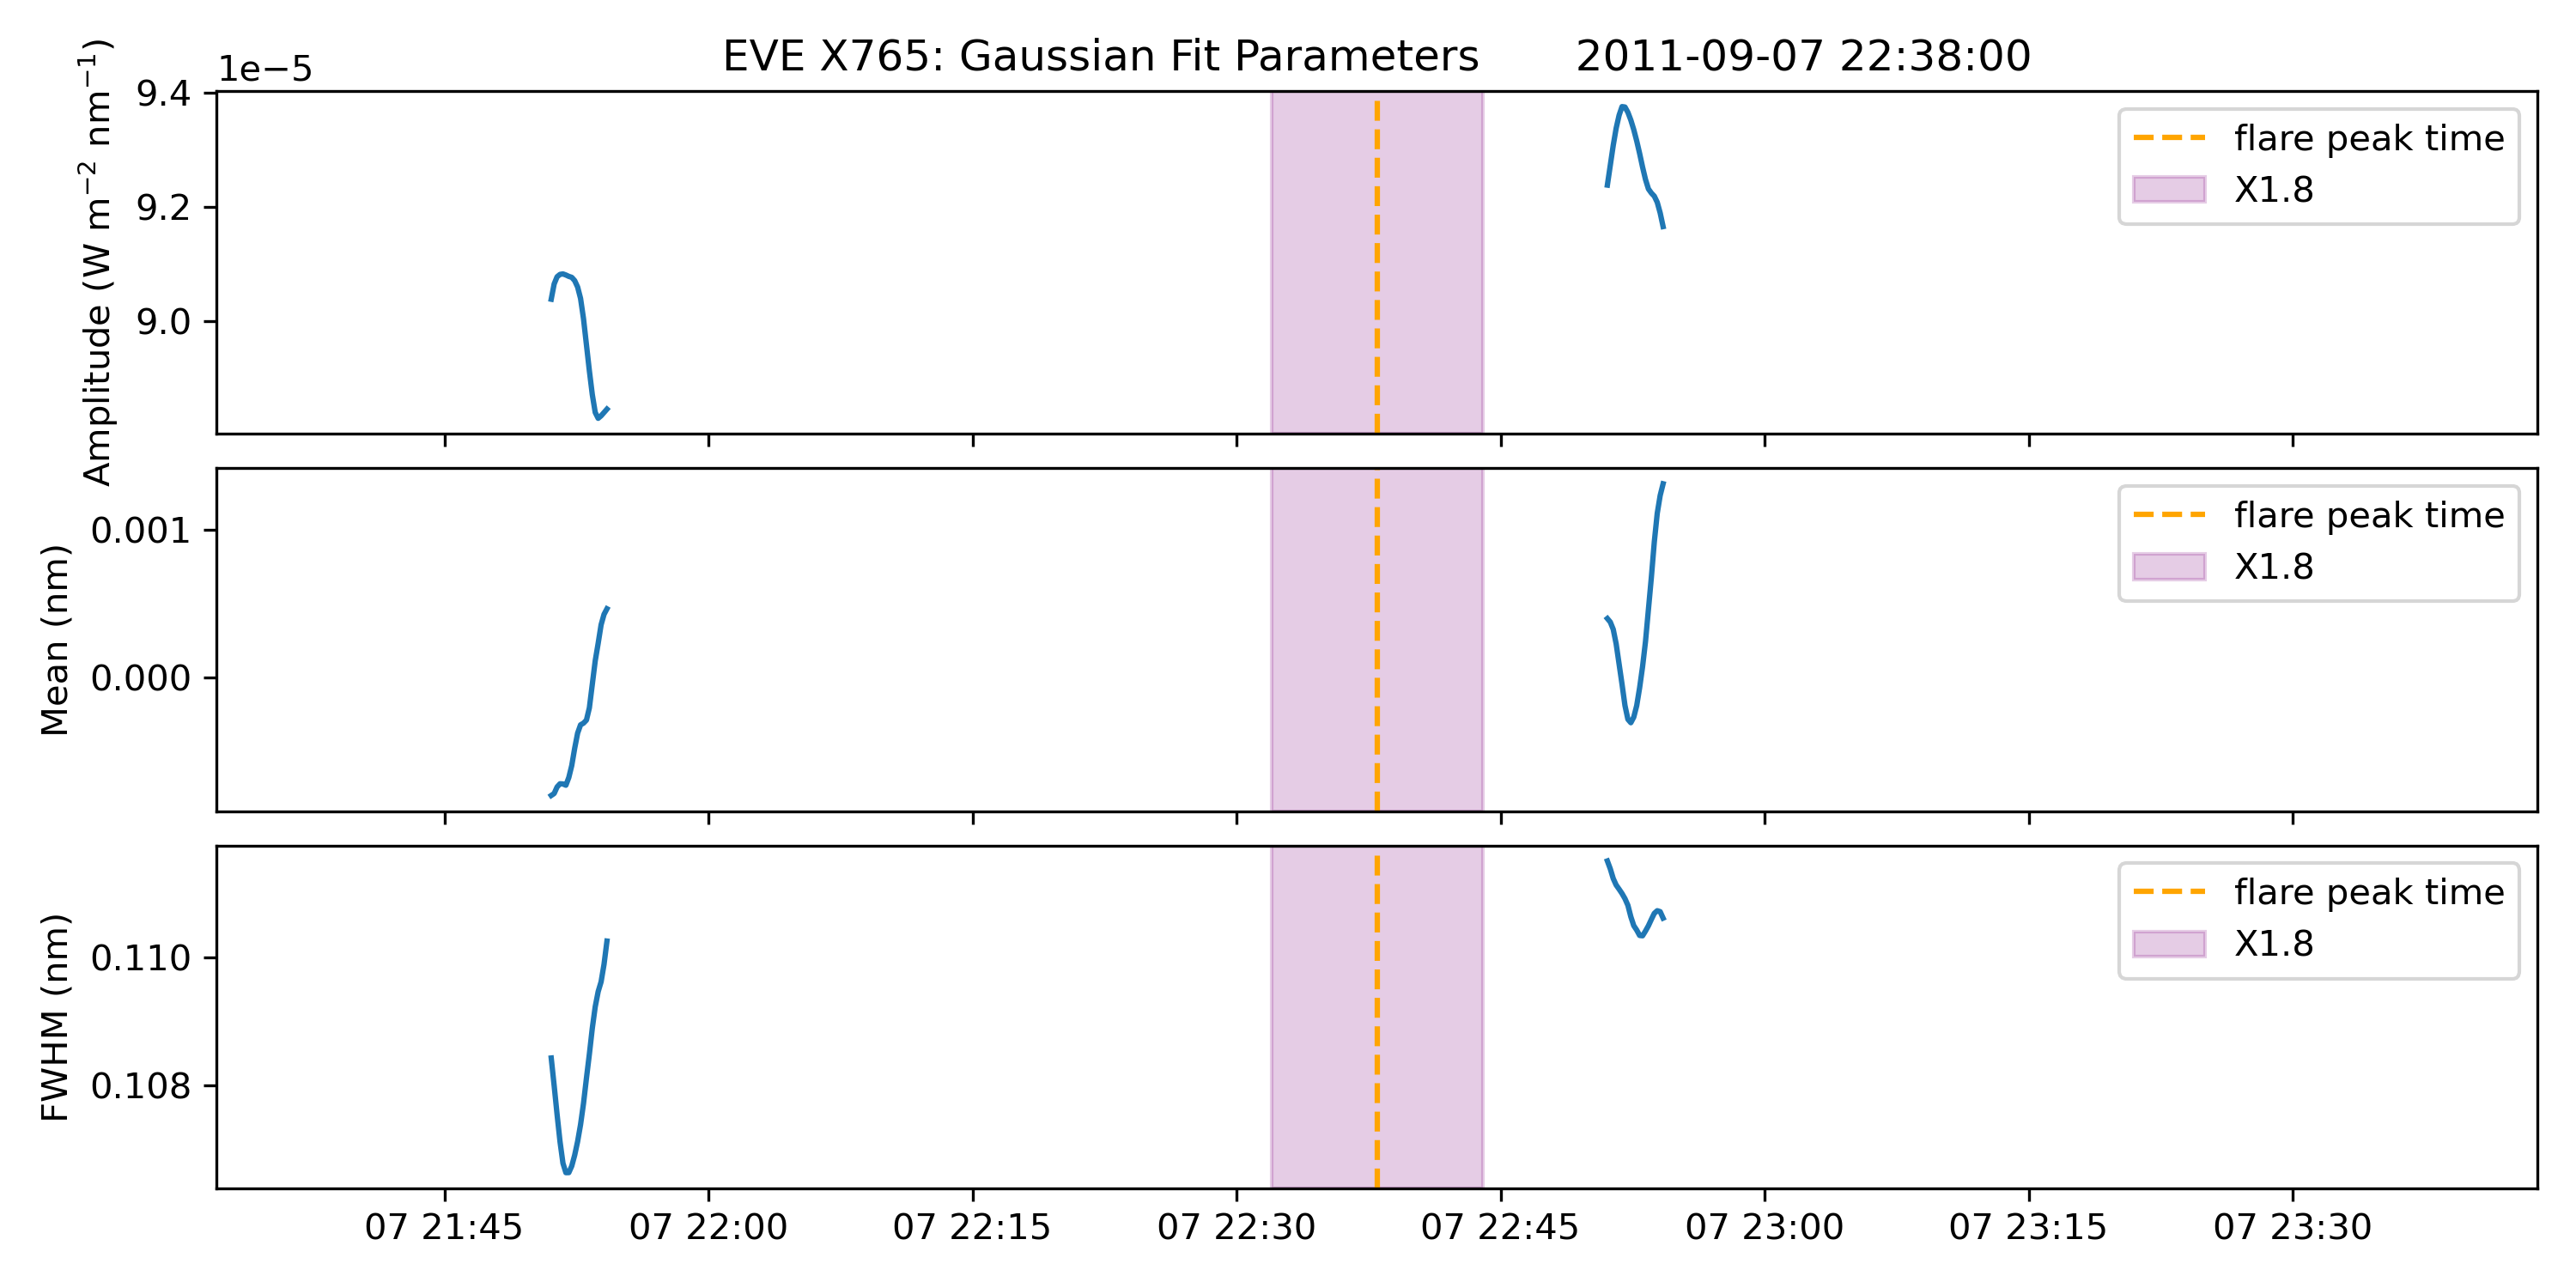 EVE X765: Gaussian Fit Parameters 2011-09-07 22:38:00
1e−5
Amplitude (W m⁻² nm⁻¹)
9.4
9.2
9.0
flare peak time
X1.8
Mean (nm)
0.001
0.000
flare peak time
X1.8
FWHM (nm)
0.110
0.108
flare peak time
X1.8
07 21:45 07 22:00 07 22:15 07 22:30 07 22:45 07 23:00 07 23:15 07 23:30